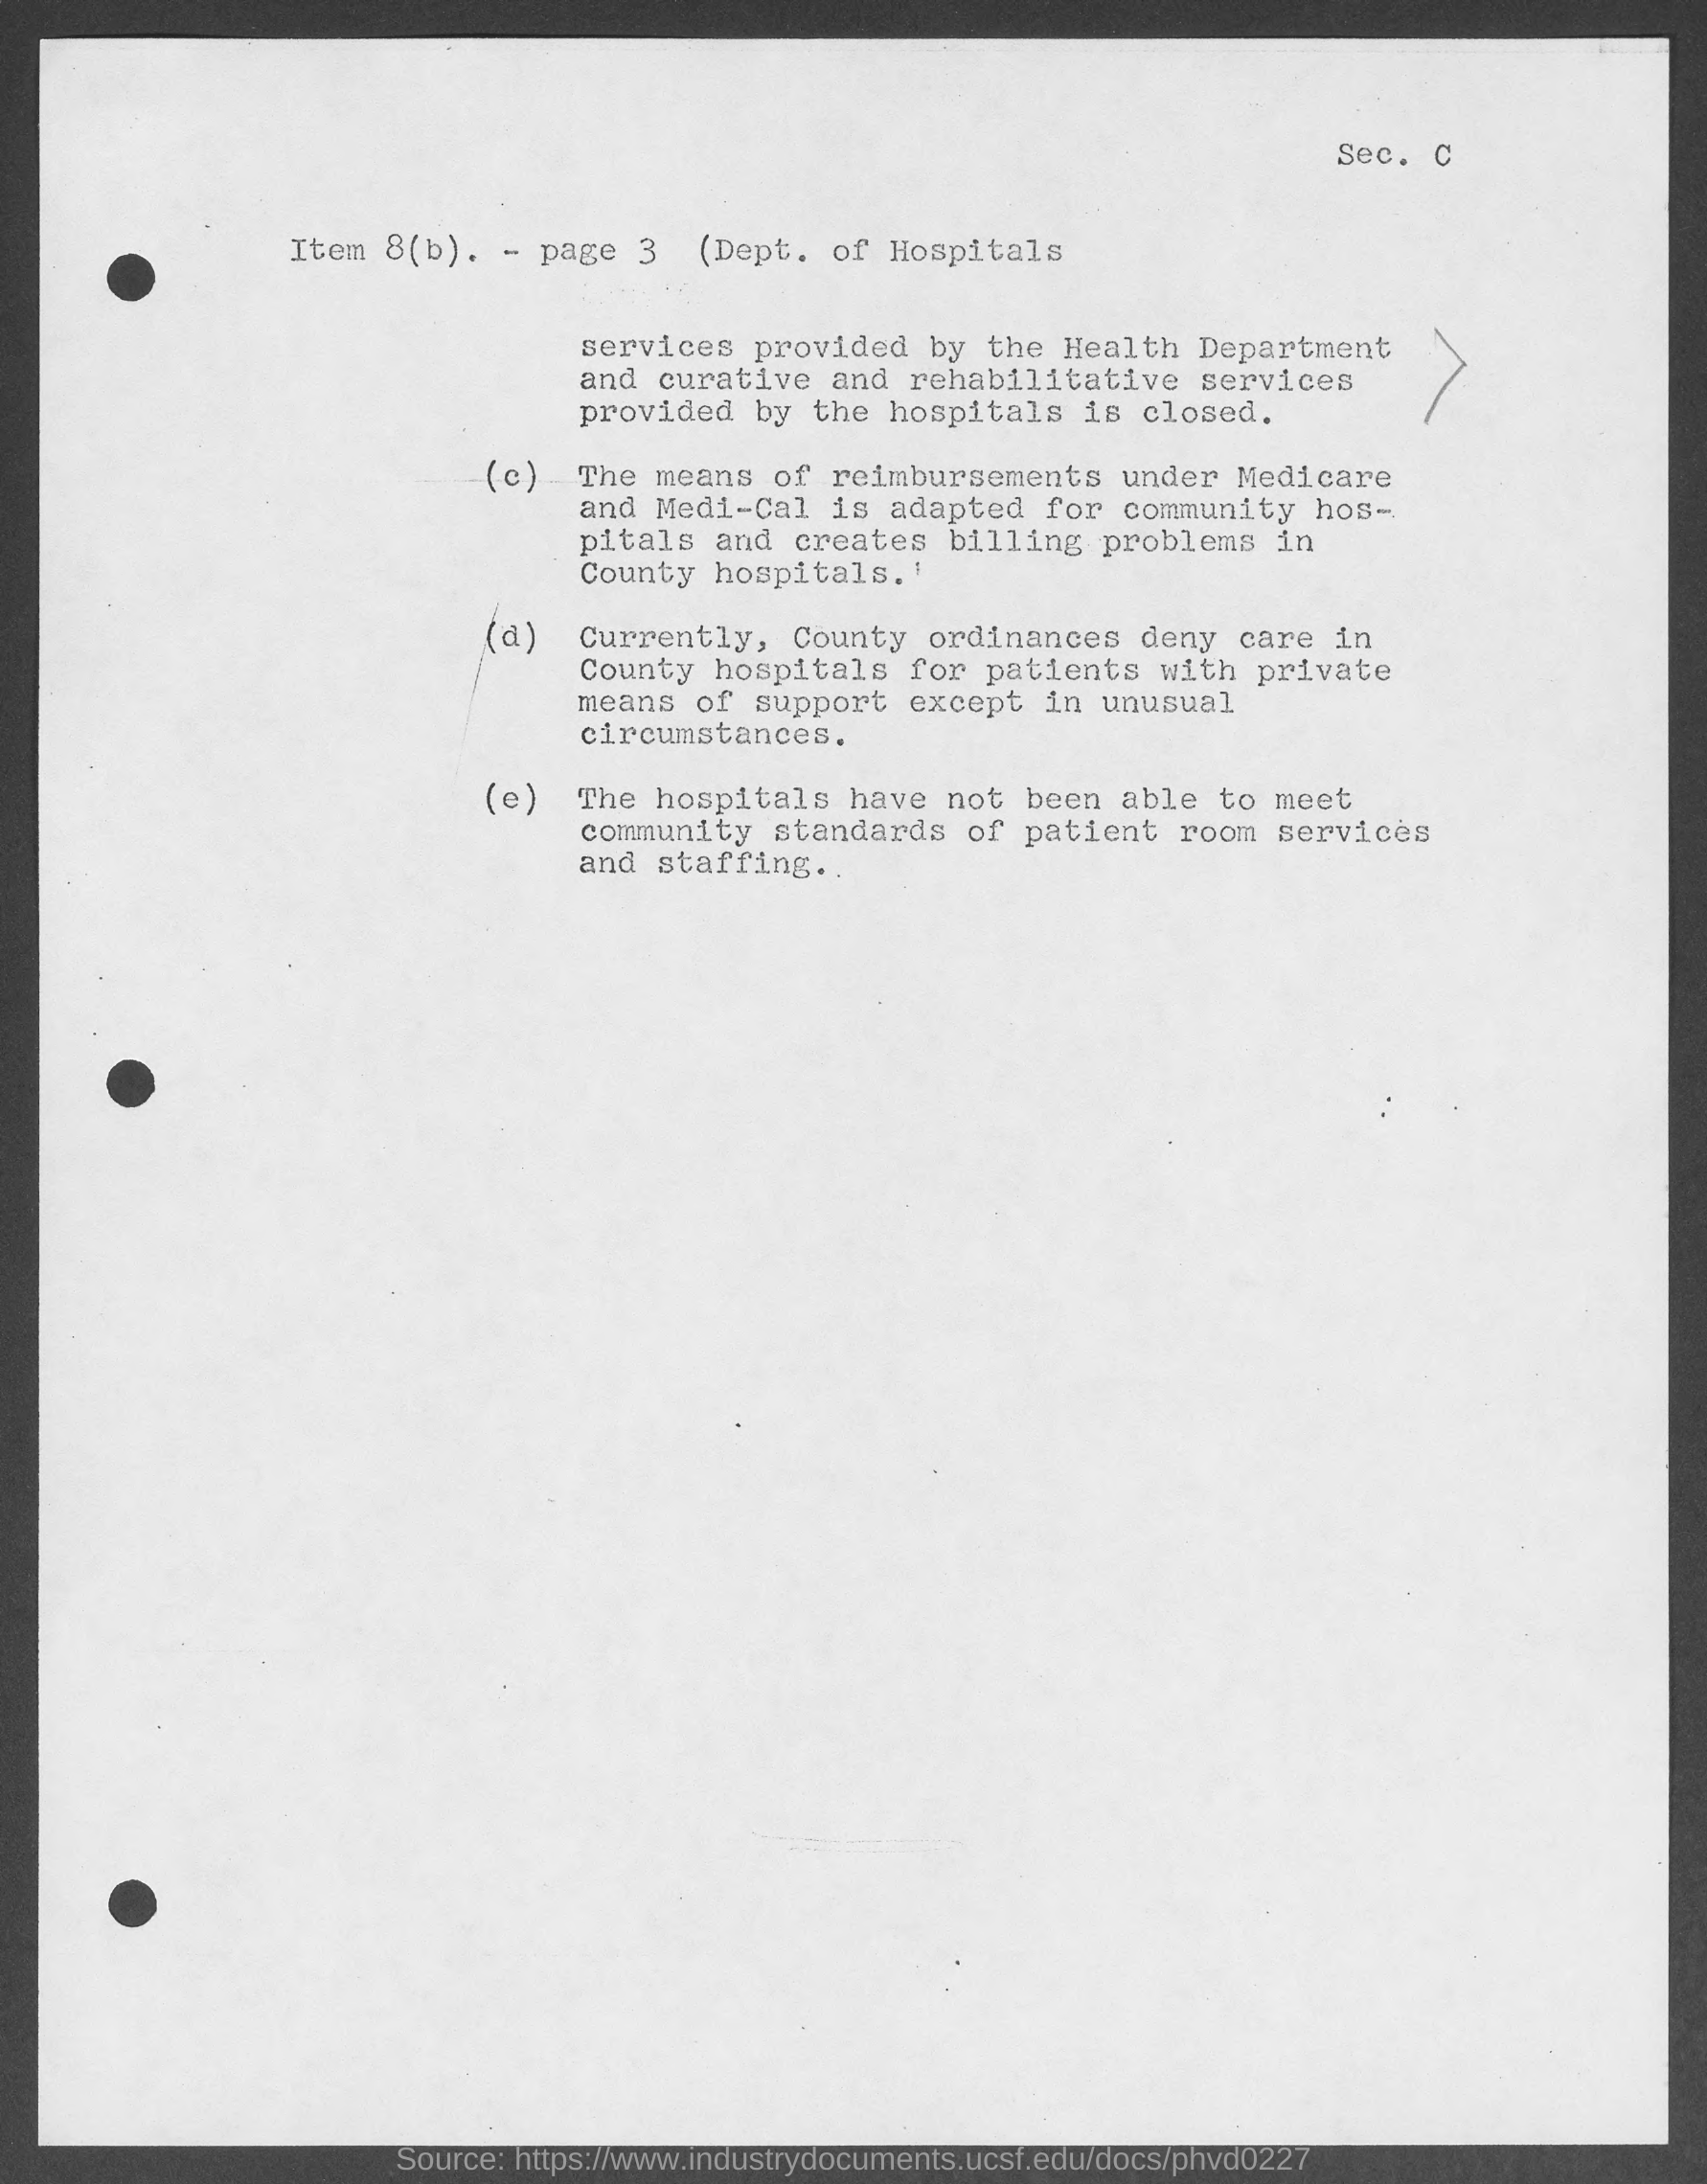 Sec. C
Item 8(b). - page 3 (Dept. of Hospitals
services provided by the Health Department
and curative and rehabilitative services
provided by the hospitals is closed.
(c) The means of reimbursements under Medicare
and Medi-Cal is adapted for community hos-
pitals and creates billing problems in
County hospitals.
(d) Currently, County ordinances deny care in
County hospitals for patients with private
means of support except in unusual
circumstances.
(e) The hospitals have not been able to meet
community standards of patient room services
and staffing.
Source: https://www.industrydocuments.ucsf.edu/docs/phvd0227